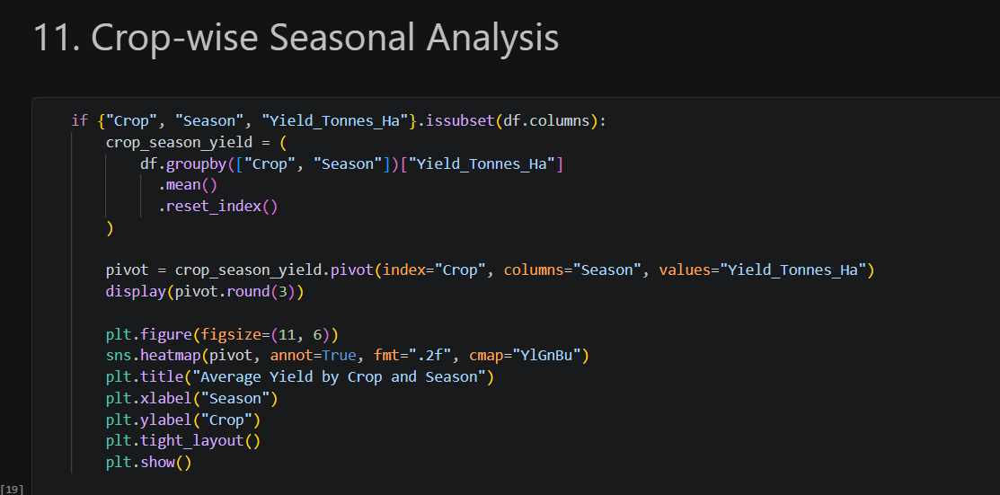 11. Crop-wise Seasonal Analysis
if {"Crop", "Season", "Yield_Tonnes_Ha"}.issubset(df.columns):
    crop_season_yield = (
        df.groupby(["Crop", "Season"])["Yield_Tonnes_Ha"]
          .mean()
          .reset_index()
    )
    pivot = crop_season_yield.pivot(index="Crop", columns="Season", values="Yield_Tonnes_Ha")
    display(pivot.round(3))
    plt.figure(figsize=(11, 6))
    sns.heatmap(pivot, annot=True, fmt=".2f", cmap="YlGnBu")
    plt.title("Average Yield by Crop and Season")
    plt.xlabel("Season")
    plt.ylabel("Crop")
    plt.tight_layout()
    plt.show()
[19]